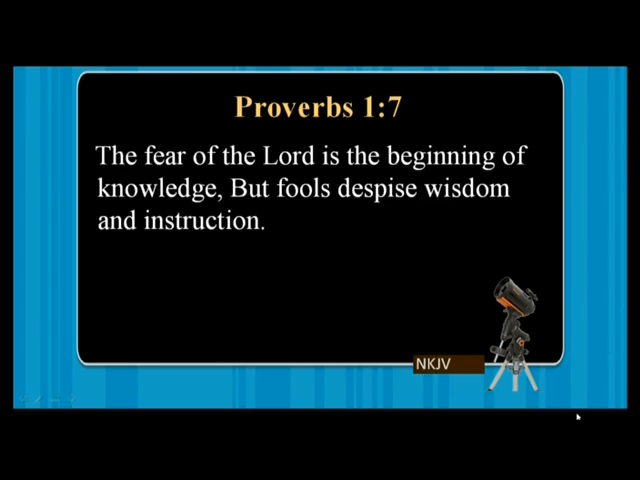 Proverbs 1:7
The fear of the Lord is the beginning of
knowledge, But fools despise wisdom
and instruction.
NKJV